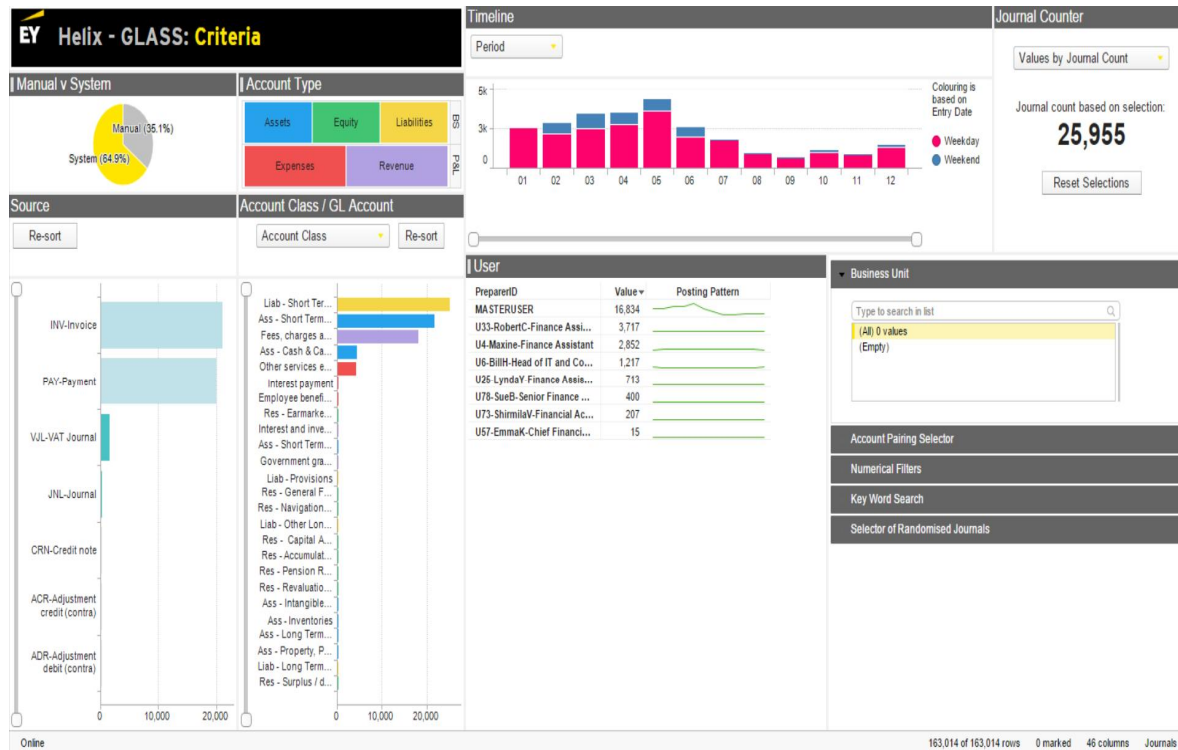 EY Helix - GLASS: Criteria
Manual v System
Manual (35.1%)
System (64.9%)
Account Type
Assets
Equity
Liabilities
BS
Expenses
Revenue
P&L
Source
Re-sort
INV-Invoice
PAY-Payment
VJL-VAT Journal
JNL-Journal
CRN-Credit note
ACR-Adjustment
credit (contra)
ADR-Adjustment
debit (contra)
0 10,000 20,000
Account Class / GL Account
Account Class
Re-sort
Liab - Short Ter...
Ass - Short Term...
Fees, charges a...
Ass - Cash & Ca...
Other services e...
Interest payment
Employee benefi...
Res - Earmarke...
Interest and inve...
Ass - Short Term...
Government gra...
Liab - Provisions
Res - General F...
Res - Navigation...
Liab - Other Lon...
Res - Capital A...
Res - Accumulat...
Res - Pension R...
Res - Revaluatio...
Ass - Intangible...
Ass - Inventories
Ass - Long Term...
Ass - Property, P...
Liab - Long Term...
Res - Surplus / d...
0 10,000 20,000
Timeline
Period
5k
3k
0
01 02 03 04 05 06 07 08 09 10 11 12
Colouring is
based on
Entry Date
Weekday
Weekend
Journal Counter
Values by Journal Count
Journal count based on selection:
25,955
Reset Selections
User
PreparerID Value Posting Pattern
MASTERUSER 16,834
U33-RobertC-Finance Assi... 3,717
U4-Maxine-Finance Assistant 2,852
U6-BillH-Head of IT and Co... 1,217
U26-LyndaY-Finance Assis... 713
U78-SueB-Senior Finance ... 400
U73-ShirmilaV-Financial Ac... 207
U57-EmmaK-Chief Financi... 15
Business Unit
Type to search in list
(All) 0 values
(Empty)
Account Pairing Selector
Numerical Filters
Key Word Search
Selector of Randomised Journals
Online
163,014 of 163,014 rows 0 marked 46 columns Journals